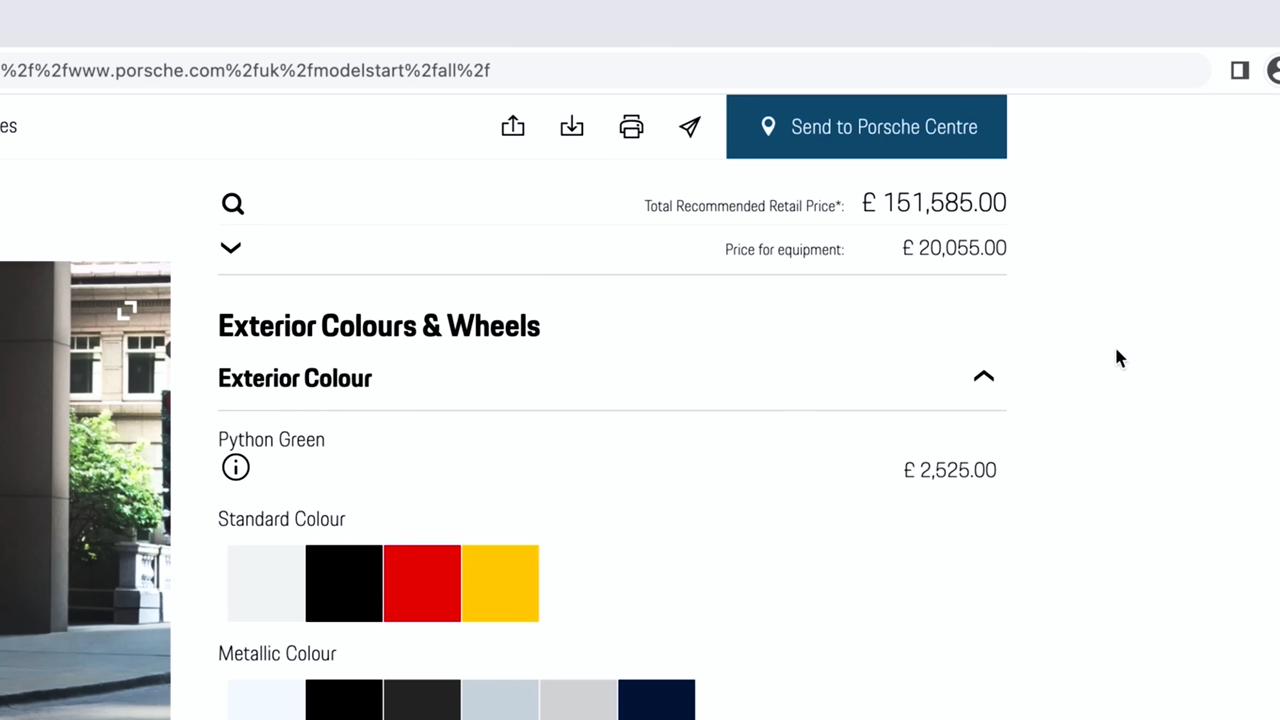 %2f%2fwww.porsche.com%2fuk%2fmodelstart%2fall%2f
es
Send to Porsche Centre
Total Recommended Retail Price*: £ 151,585.00
Price for equipment: £ 20,055.00
Exterior Colours & Wheels
Exterior Colour
Python Green
£ 2,525.00
Standard Colour
Metallic Colour